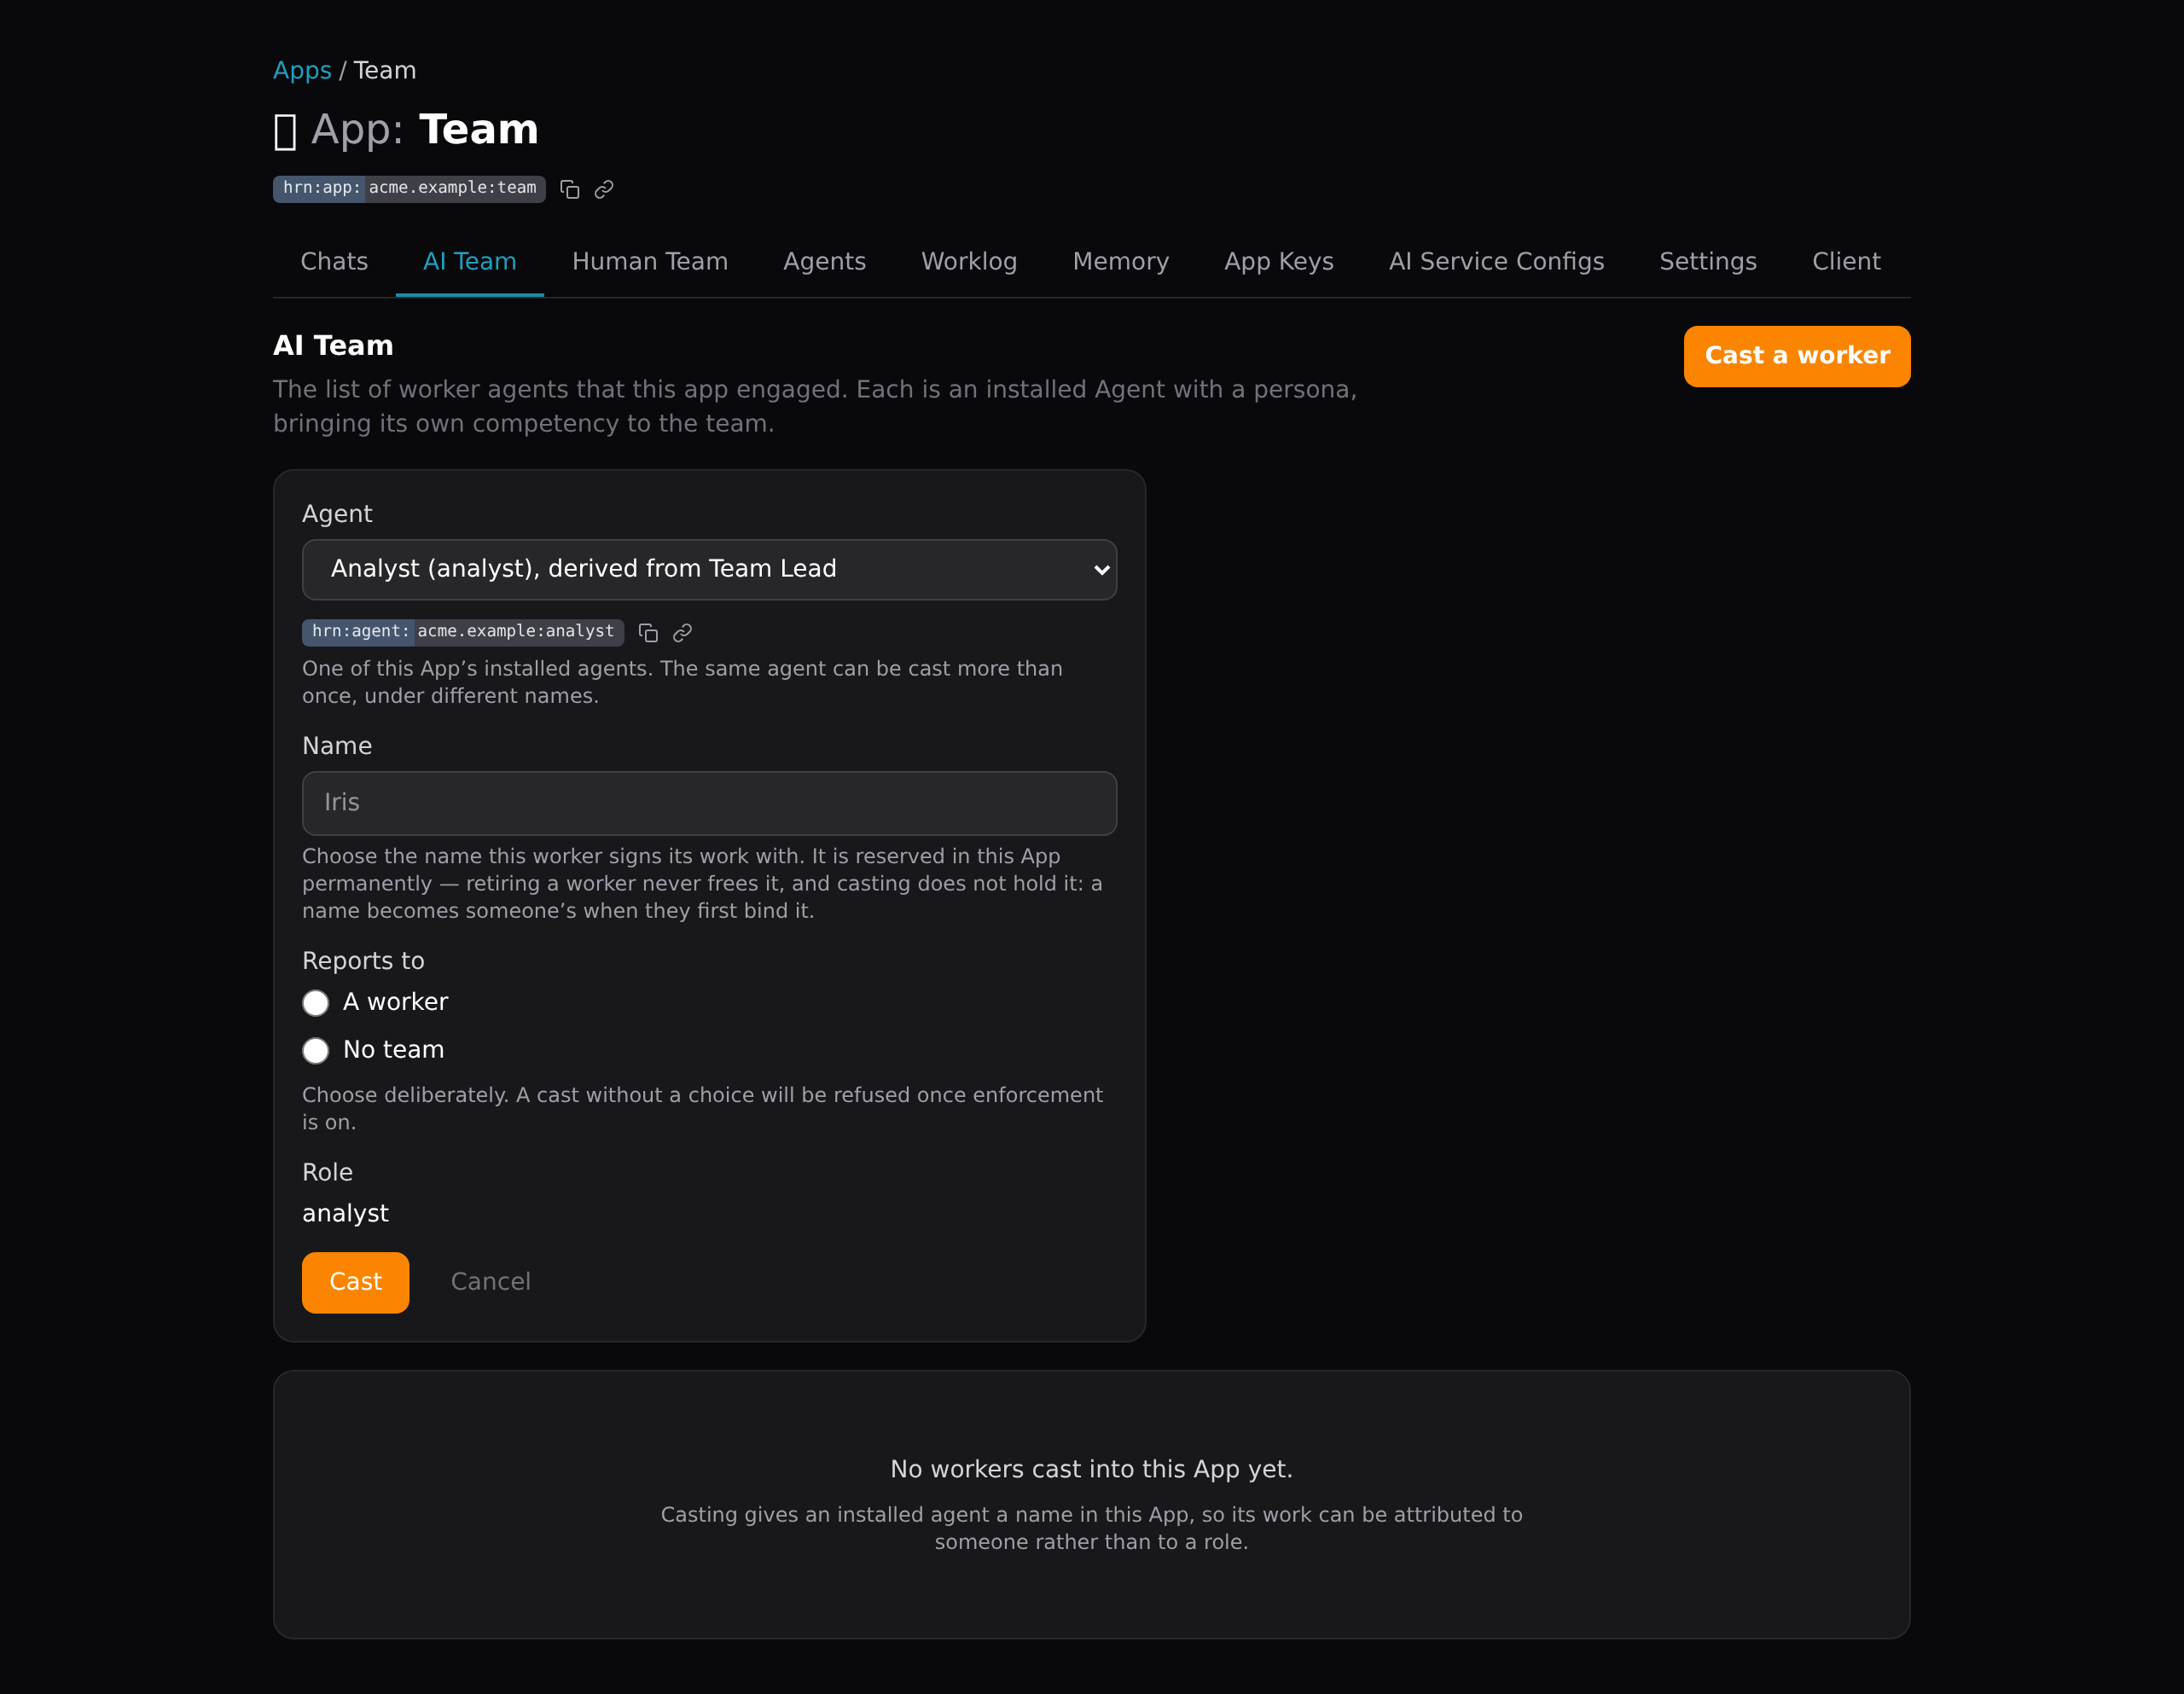 Apps / Team
App: Team
hrn:app: acme.example:team
Chats AI Team Human Team Agents Worklog Memory App Keys AI Service Configs Settings Client
AI Team
Cast a worker
The list of worker agents that this app engaged. Each is an installed Agent with a persona,
bringing its own competency to the team.
Agent
Analyst (analyst), derived from Team Lead
hrn:agent: acme.example:analyst
One of this App’s installed agents. The same agent can be cast more than
once, under different names.
Name
Iris
Choose the name this worker signs its work with. It is reserved in this App
permanently — retiring a worker never frees it, and casting does not hold it: a
name becomes someone’s when they first bind it.
Reports to
A worker
No team
Choose deliberately. A cast without a choice will be refused once enforcement
is on.
Role
analyst
Cast Cancel
No workers cast into this App yet.
Casting gives an installed agent a name in this App, so its work can be attributed to
someone rather than to a role.